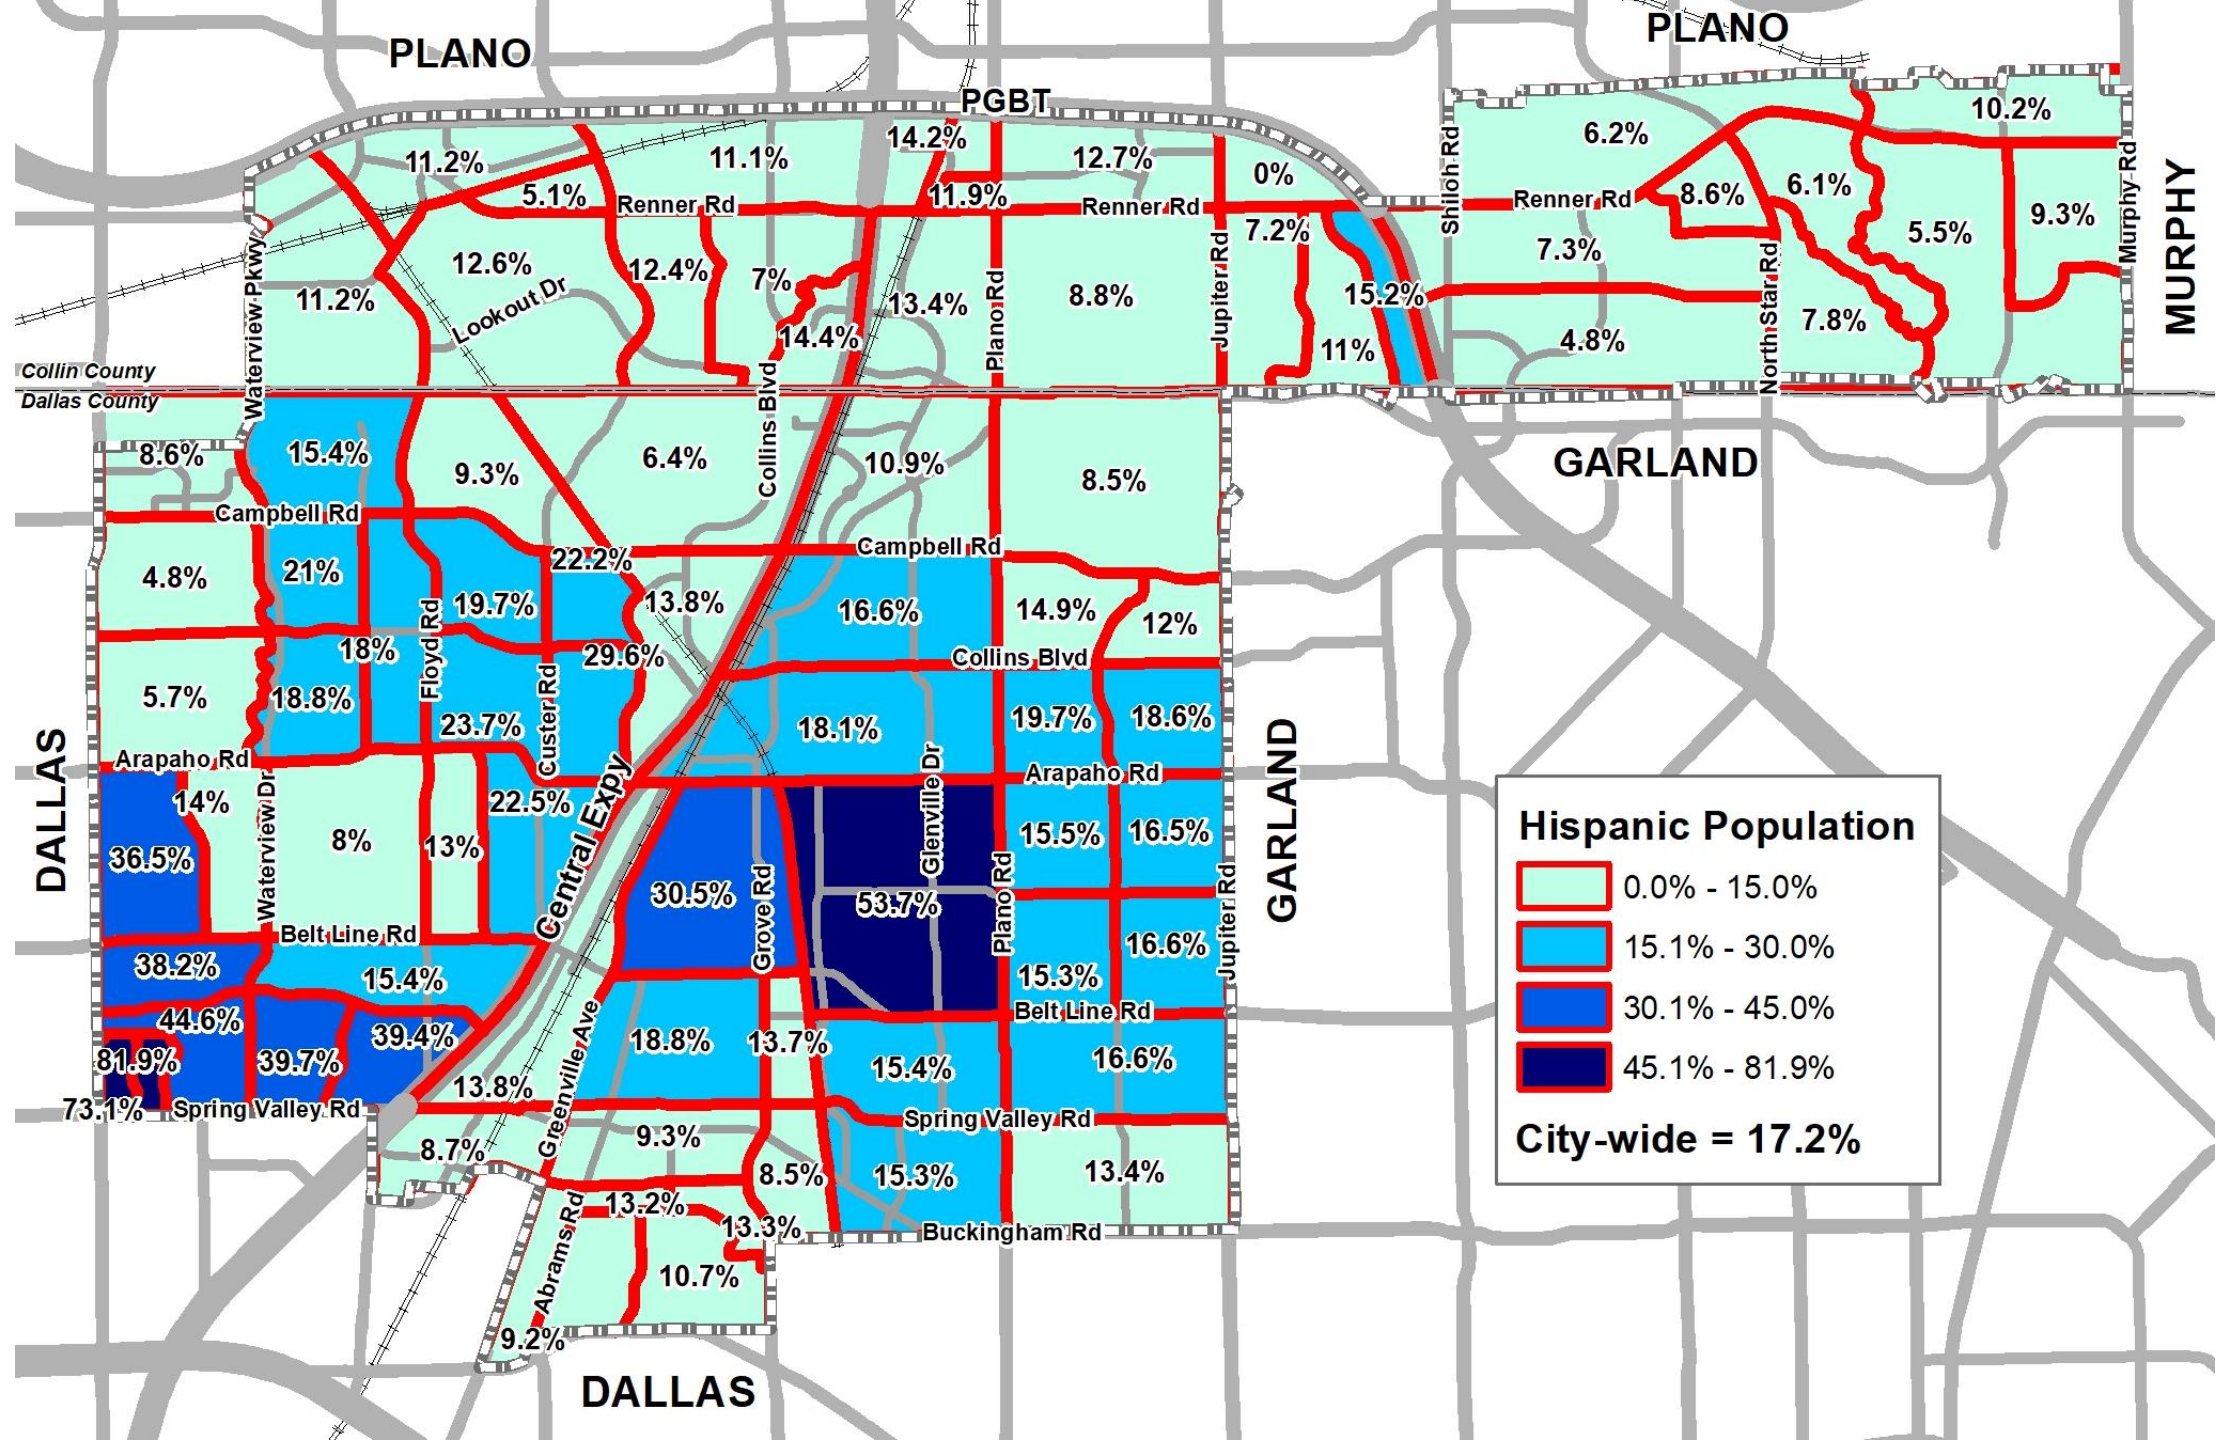 PLANO
PLANO
PGBT
14.2%
10.2%
6.2%
11.2%
11.1%
12.7%
0%
Shiloh Rd
Murphy Rd
MURPHY
5.1%
Renner Rd
11.9%
Renner Rd
Renner Rd
8.6%
6.1%
9.3%
7.2%
5.5%
7.3%
12.6%
12.4%
7%
Waterview Pkwy
11.2%
Lookout Dr
13.4%
Plano Rd
8.8%
Jupiter Rd
15.2%
North Star Rd
7.8%
14.4%
11%
4.8%
Collin County
Dallas County
Collins Blvd
8.6%
15.4%
9.3%
6.4%
10.9%
8.5%
GARLAND
Campbell Rd
Campbell Rd
22.2%
4.8%
21%
19.7%
13.8%
16.6%
14.9%
12%
Floyd Rd
18%
29.6%
Collins Blvd
5.7%
18.8%
23.7%
Custer Rd
18.1%
19.7%
18.6%
DALLAS
GARLAND
Arapaho Rd
Arapaho Rd
14%
Waterview Dr
22.5%
Central Expy
Glenville Dr
36.5%
8%
13%
30.5%
Grove Rd
53.7%
Plano Rd
15.5%
16.5%
Jupiter Rd
Belt Line Rd
38.2%
15.4%
15.3%
16.6%
Belt Line Rd
44.6%
39.4%
Greenville Ave
18.8%
13.7%
15.4%
16.6%
81.9%
39.7%
13.8%
73.1%
Spring Valley Rd
Spring Valley Rd
8.7%
9.3%
8.5%
15.3%
13.4%
Abrams Rd
13.2%
13.3%
Buckingham Rd
10.7%
9.2%
DALLAS
Hispanic Population
0.0% - 15.0%
15.1% - 30.0%
30.1% - 45.0%
45.1% - 81.9%
City-wide = 17.2%